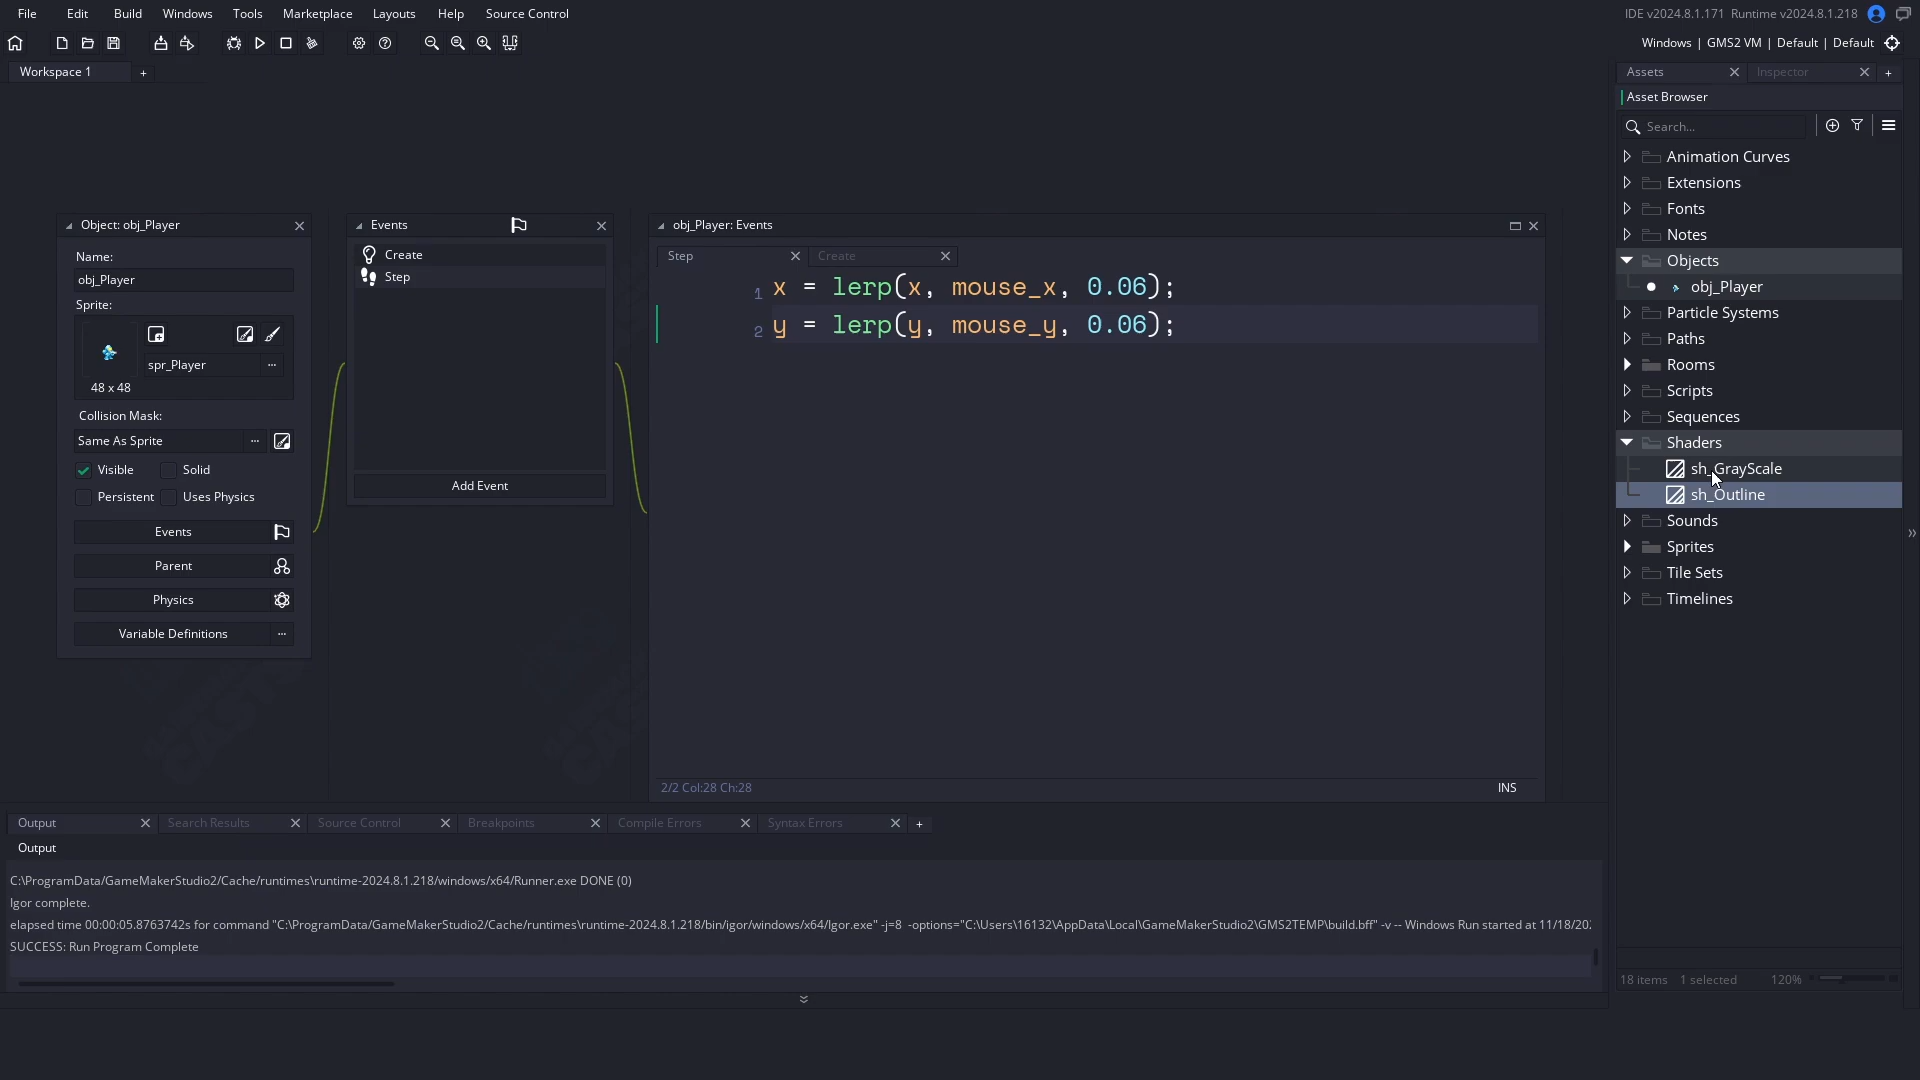 File Edit Build Windows Tools Marketplace Layouts Help Source Control IDE v2024.8.1.171 Runtime v2024.8.1.218
Windows | GMS2 VM | Default | Default
Workspace 1 +
Assets Inspector +
Asset Browser
Search...
Animation Curves
Extensions
Fonts
Notes
Objects
obj_Player
Particle Systems
Paths
Rooms
Scripts
Sequences
Shaders
sh_GrayScale
sh_Outline
Sounds
Sprites
Tile Sets
Timelines
18 items 1 selected 120%
Object: obj_Player
Name:
obj_Player
Sprite:
spr_Player ...
48 x 48
Collision Mask:
Same As Sprite ...
Visible Solid
Persistent Uses Physics
Events
Parent
Physics
Variable Definitions ...
Events
Create
Step
Add Event
obj_Player: Events
Step Create
1 x = lerp(x, mouse_x, 0.06);
2 y = lerp(y, mouse_y, 0.06);
2/2 Col:28 Ch:28 INS
Output Search Results Source Control Breakpoints Compile Errors Syntax Errors +
Output
C:\ProgramData/GameMakerStudio2/Cache/runtimes\runtime-2024.8.1.218/windows/x64/Runner.exe DONE (0)
Igor complete.
elapsed time 00:00:05.8763742s for command "C:\ProgramData/GameMakerStudio2/Cache/runtimes\runtime-2024.8.1.218/bin/igor/windows/x64/Igor.exe" -j=8 -options="C:\Users\16132\AppData\Local\GameMakerStudio2\GMS2TEMP\build.bff" -v -- Windows Run started at 11/18/202
SUCCESS: Run Program Complete